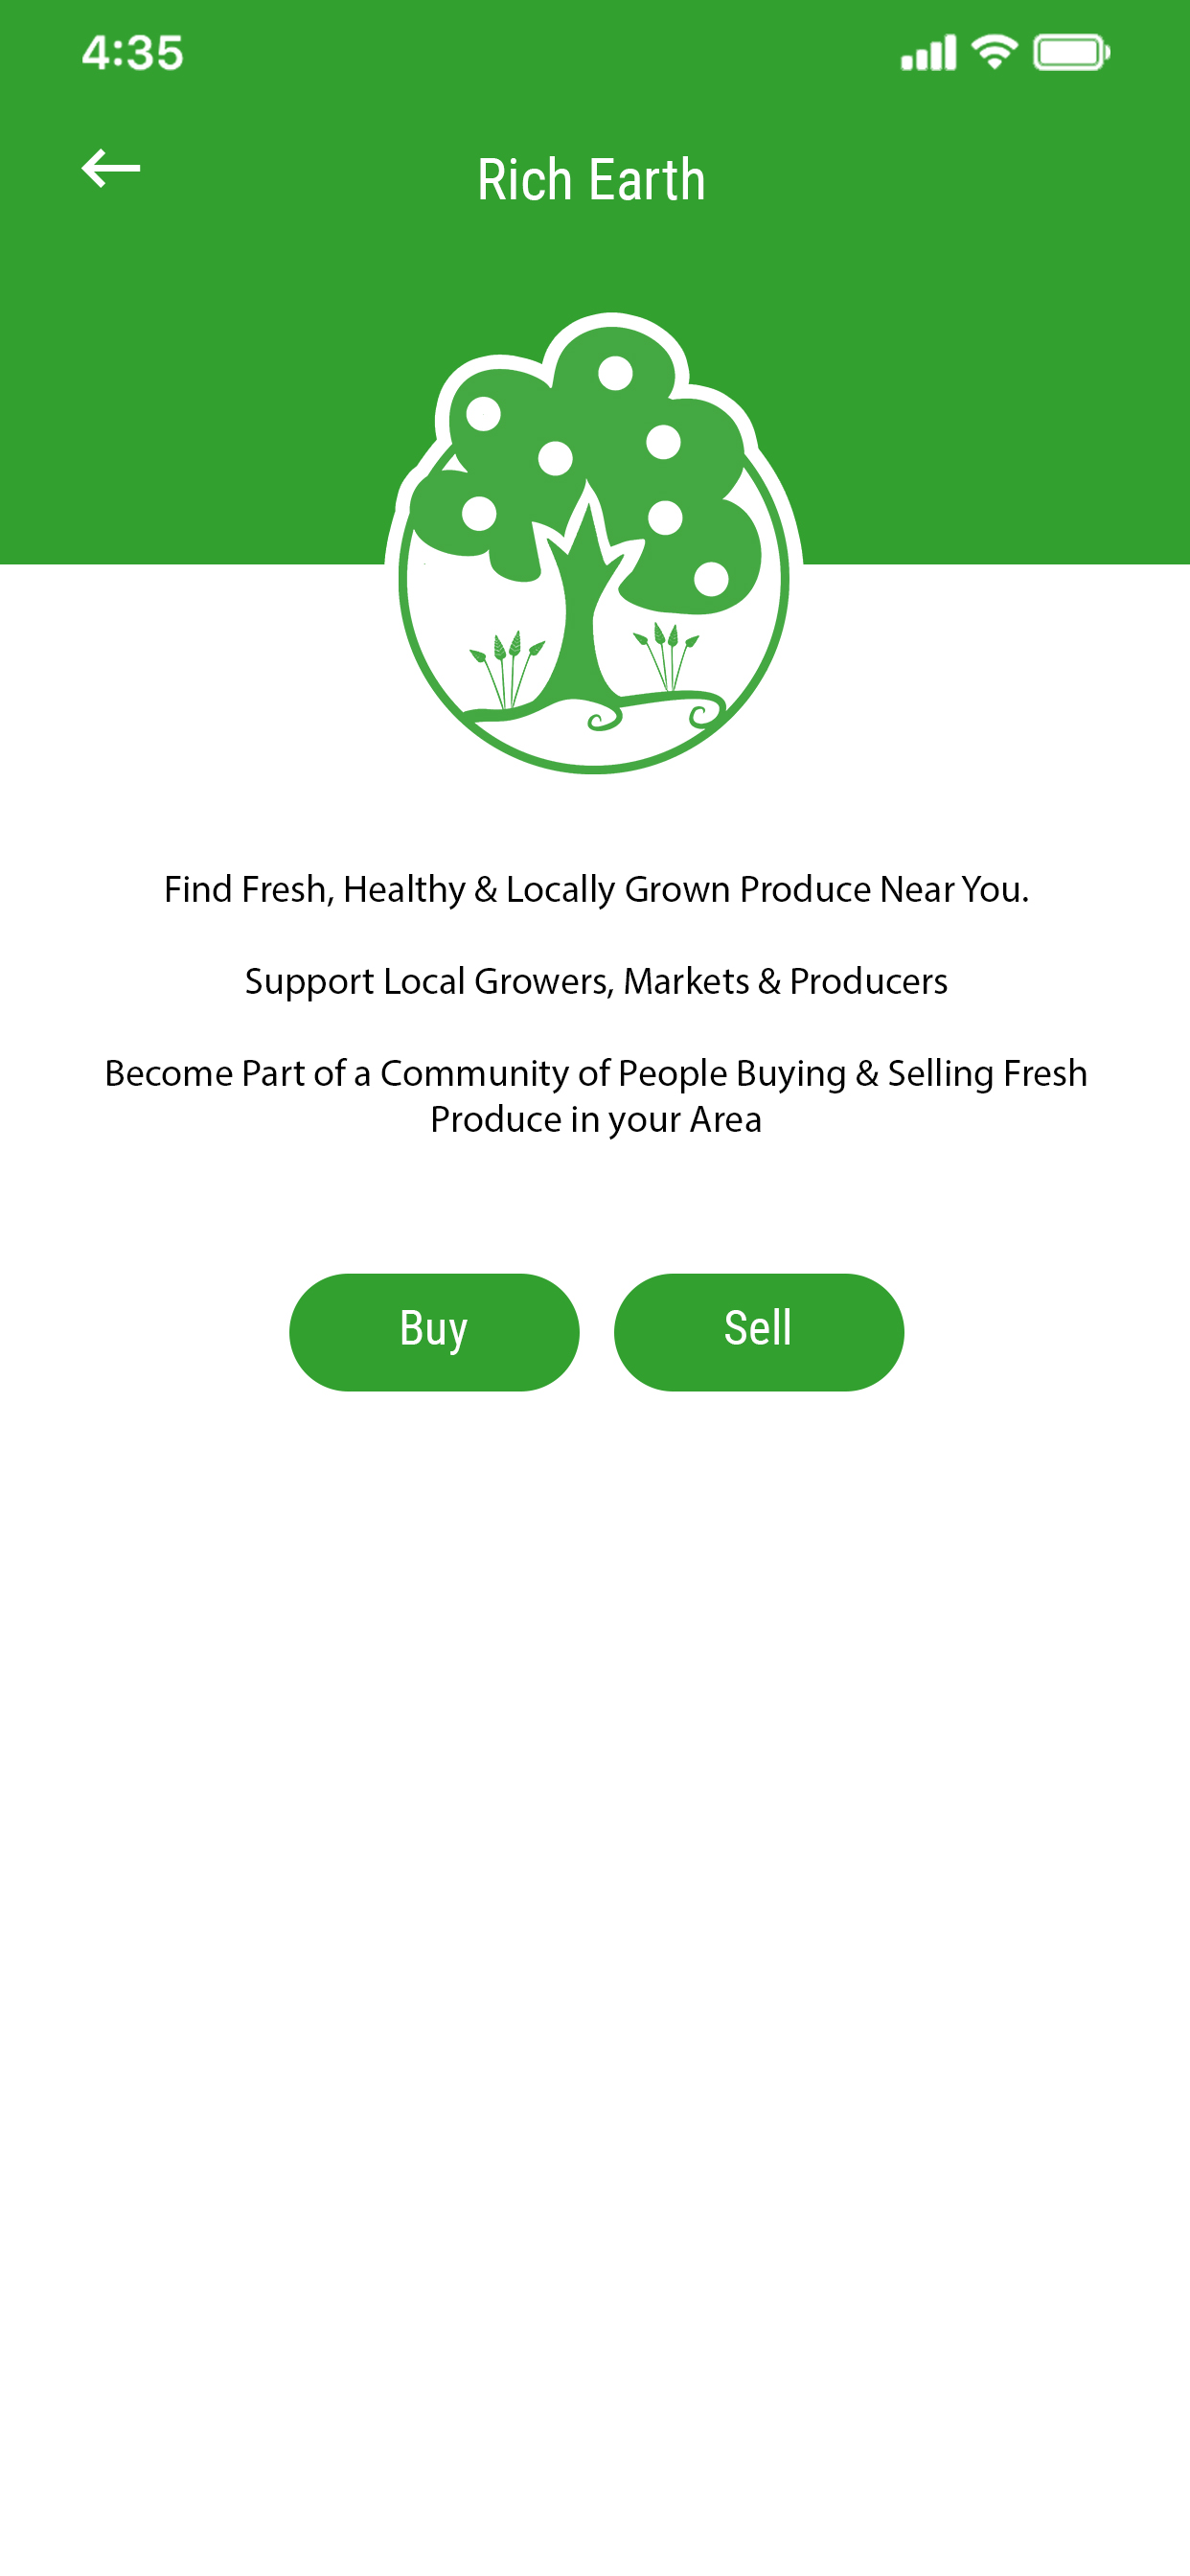 4:35
Rich Earth
Find Fresh, Healthy & Locally Grown Produce Near You.
Support Local Growers, Markets & Producers
Become Part of a Community of People Buying & Selling Fresh
Produce in your Area
Buy
Sell